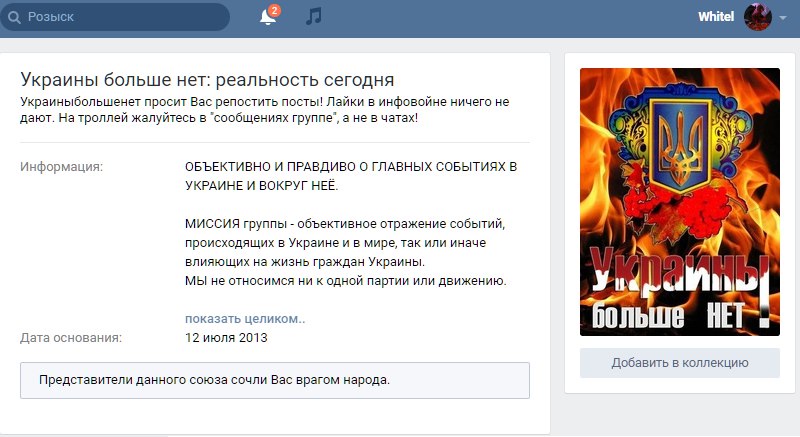 Розыск
2
Whitel
Украины больше нет: реальность сегодня
Украиныбольшенет просит Вас репостить посты! Лайки в инфовойне ничего не
дают. На троллей жалуйтесь в "сообщениях группе", а не в чатах!
Информация:
ОБЪЕКТИВНО И ПРАВДИВО О ГЛАВНЫХ СОБЫТИЯХ В
УКРАИНЕ И ВОКРУГ НЕЁ.
МИССИЯ группы - объективное отражение событий,
происходящих в Украине и в мире, так или иначе
влияющих на жизнь граждан Украины.
МЫ не относимся ни к одной партии или движению.
показать целиком..
Дата основания:
12 июля 2013
Представители данного союза сочли Вас врагом народа.
Украины
больше НЕТ!
Добавить в коллекцию